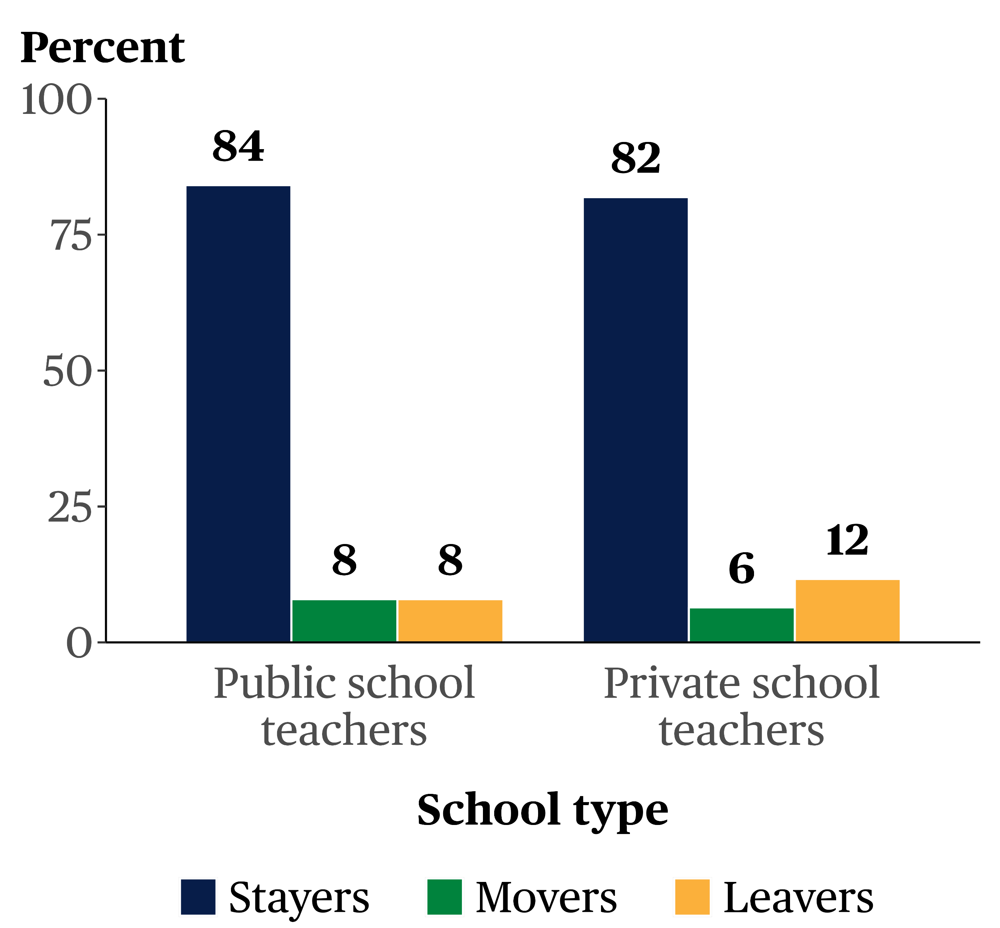 Percent
100
75
50
25
0
84
8
8
82
6
12
Public school
teachers
Private school
teachers
School type
Stayers
Movers
Leavers